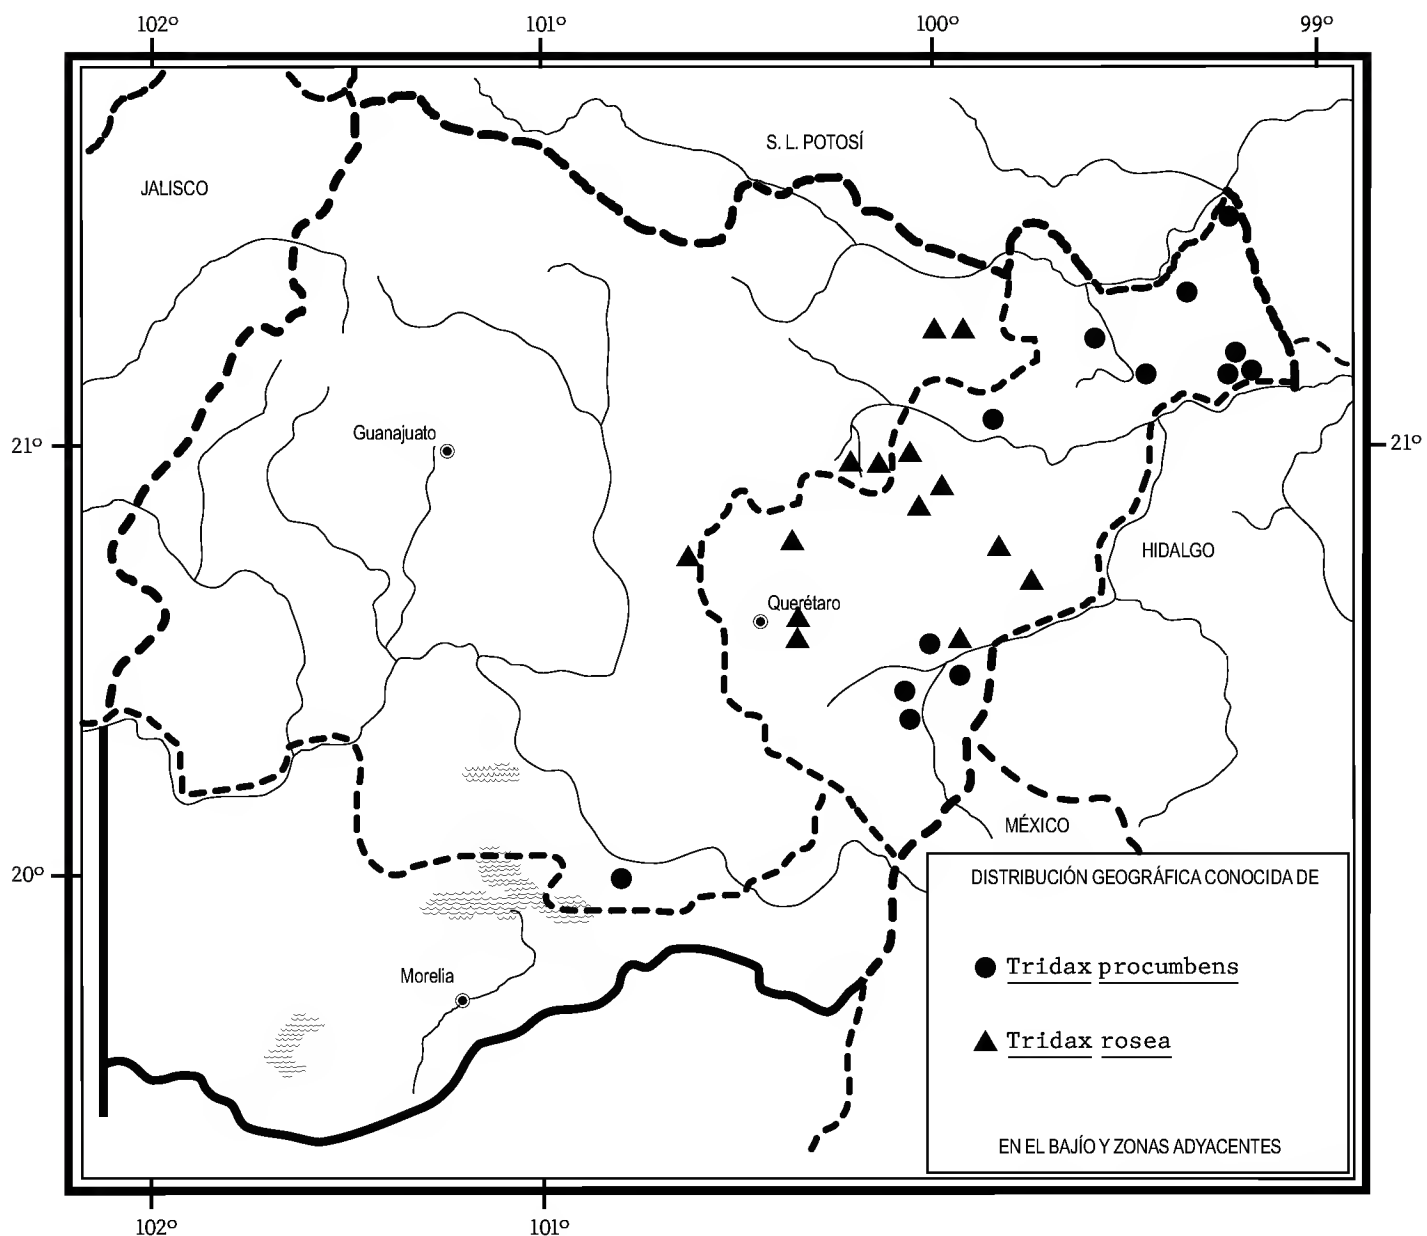 102º 101º 100º 99º
S. L. POTOSÍ
JALISCO
Guanajuato
21º 21º
HIDALGO
Querétaro
MÉXICO
20º
DISTRIBUCIÓN GEOGRÁFICA CONOCIDA DE
Tridax procumbens
Morelia
Tridax rosea
EN EL BAJÍO Y ZONAS ADYACENTES
102º 101º